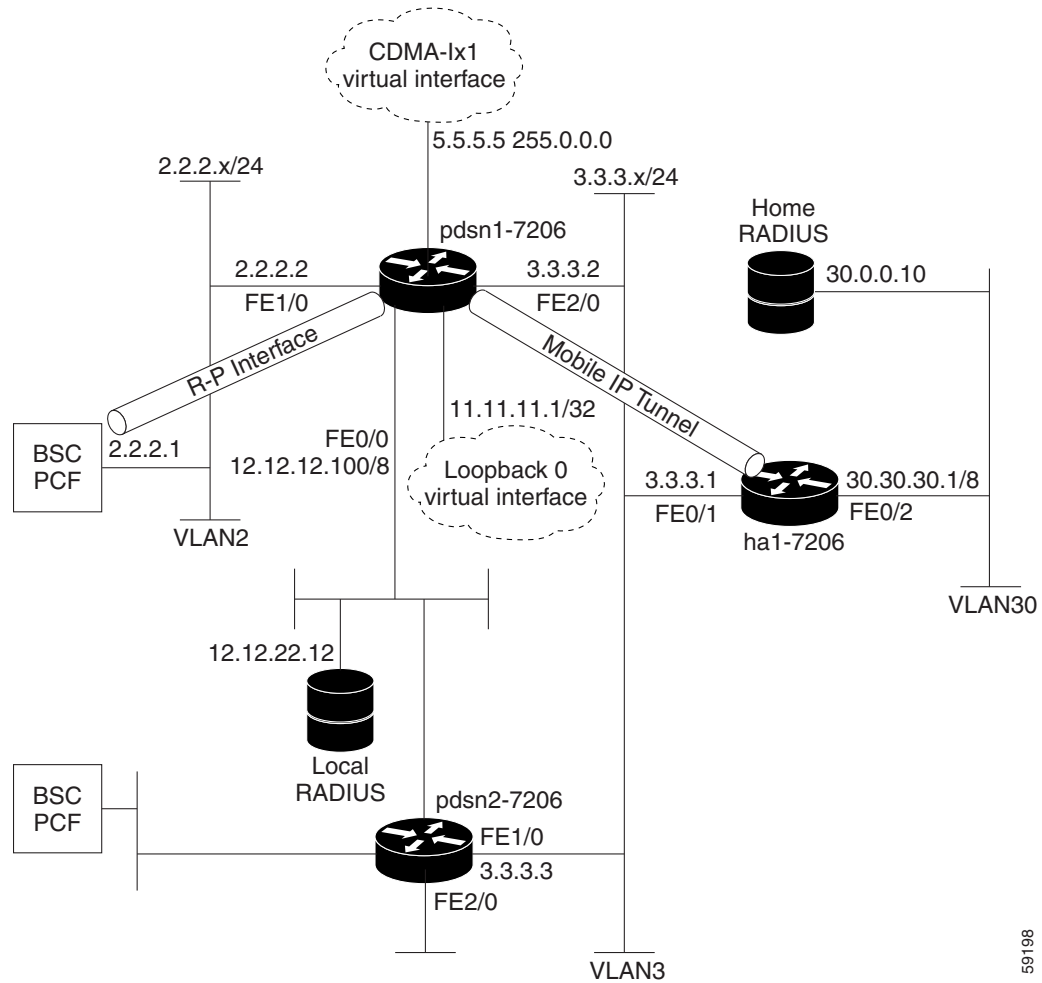 CDMA-Ix1
virtual interface
5.5.5.5 255.0.0.0
2.2.2.x/24
3.3.3.x/24
pdsn1-7206
Home
RADIUS
2.2.2.2
FE1/0
3.3.3.2
FE2/0
30.0.0.10
R-P Interface
Mobile IP Tunnel
11.11.11.1/32
BSC
PCF
2.2.2.1
FE0/0
12.12.12.100/8
Loopback 0
virtual interface
3.3.3.1
FE0/1
30.30.30.1/8
FE0/2
VLAN2
ha1-7206
VLAN30
12.12.22.12
Local
RADIUS
BSC
PCF
pdsn2-7206
FE1/0
3.3.3.3
FE2/0
VLAN3
59198